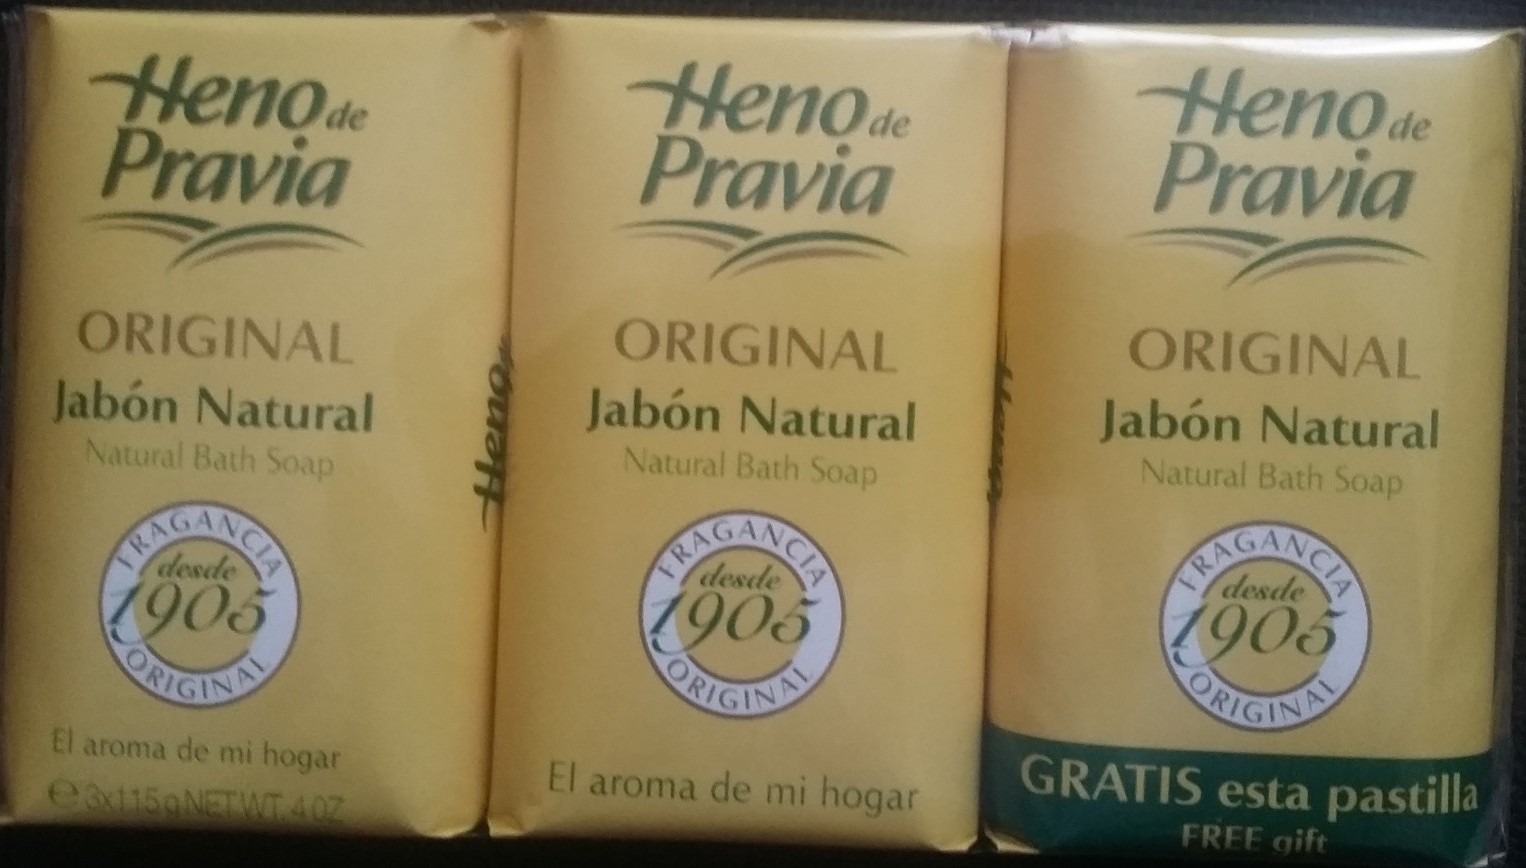 Heno de
Pravia
ORIGINAL
Jabón Natural
Natural Bath Soap
FRAGANCIA
desde
1905
ORIGINAL
El aroma de mi hogar
℮ 3x115g NET WT. 4 OZ
Heno
Heno de
Pravia
ORIGINAL
Jabón Natural
Natural Bath Soap
FRAGANCIA
desde
1905
ORIGINAL
El aroma de mi hogar
Heno de
Pravia
ORIGINAL
Jabón Natural
Natural Bath Soap
FRAGANCIA
desde
1905
ORIGINAL
GRATIS esta pastilla
FREE gift